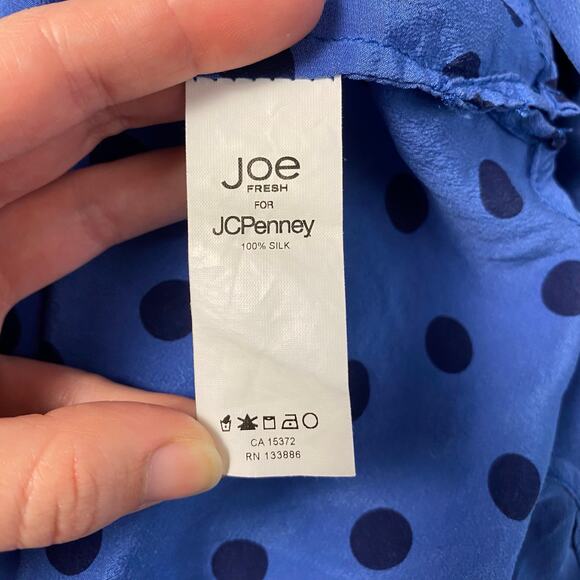 Joe
FRESH
FOR
JCPenney
100% SILK
CA 15372
RN 133886